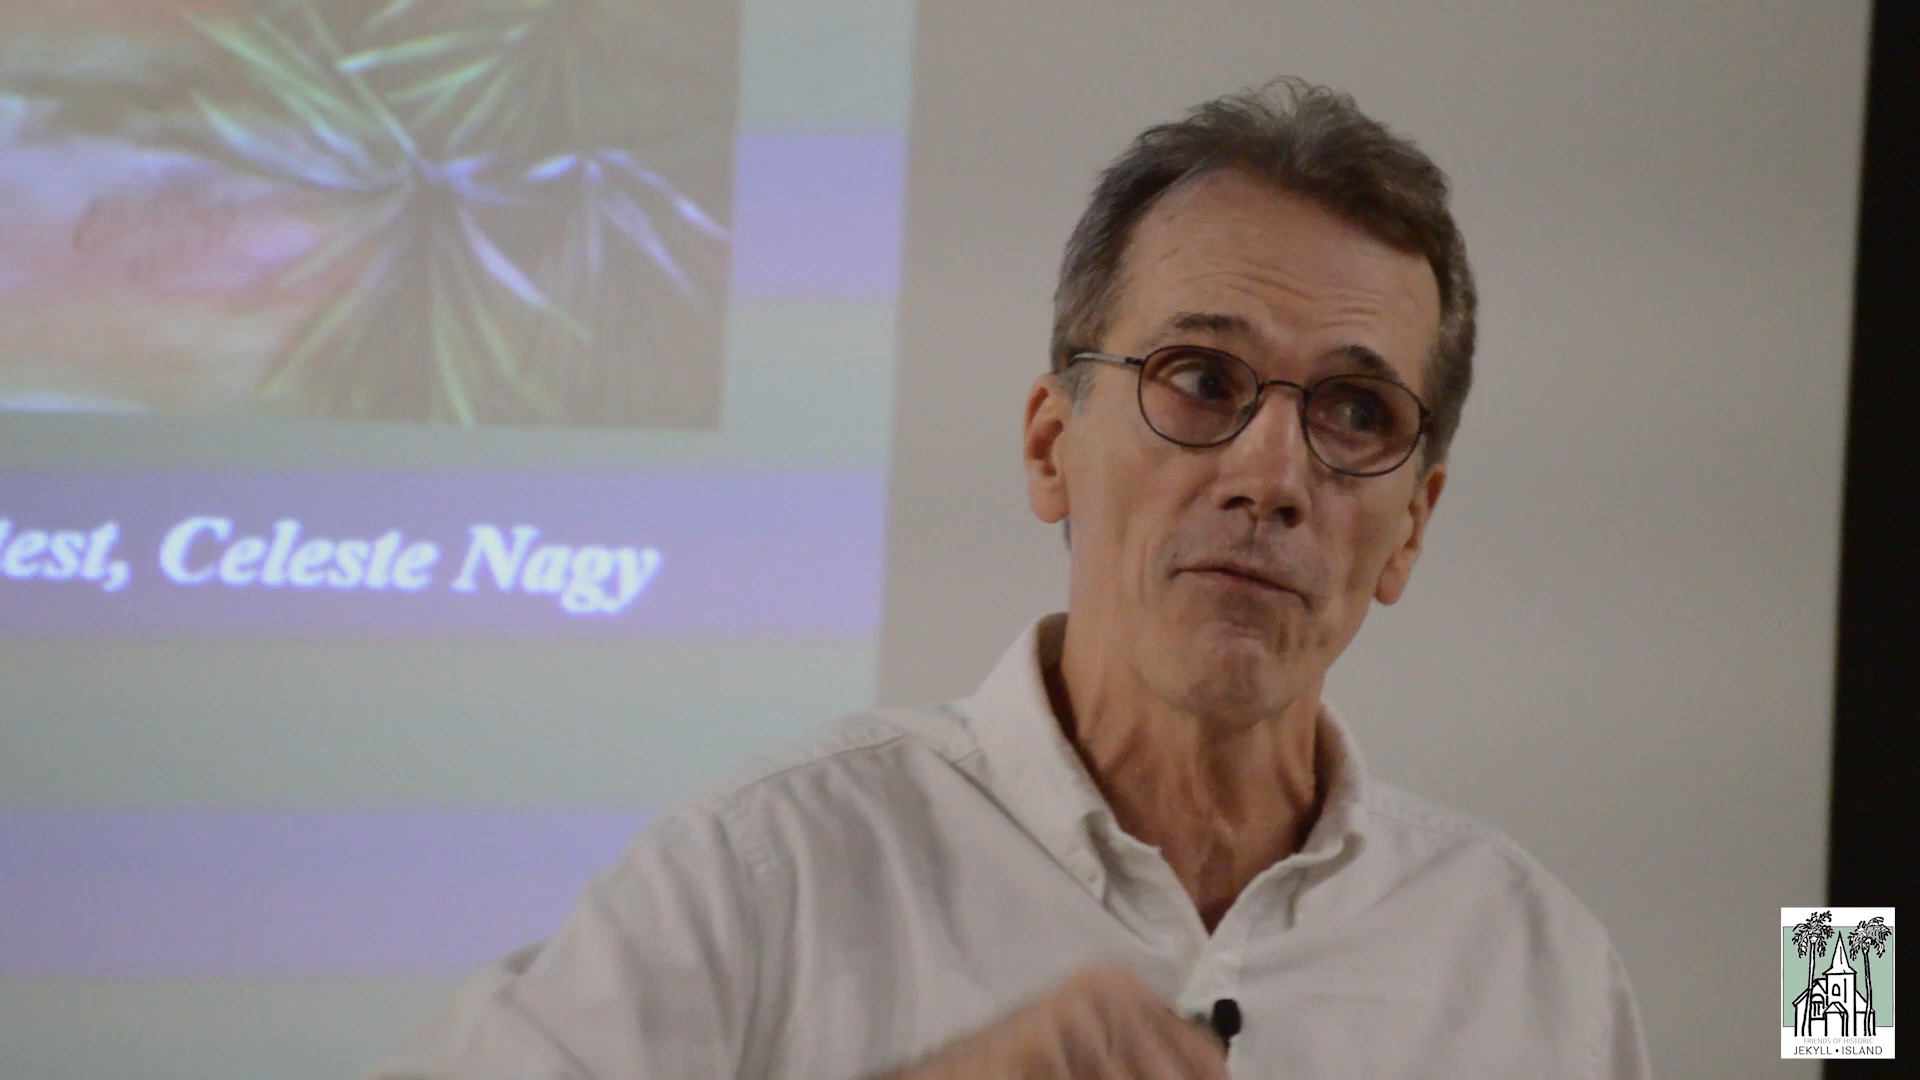 est, Celeste Nagy
FRIENDS OF HISTORIC
JEKYLL • ISLAND